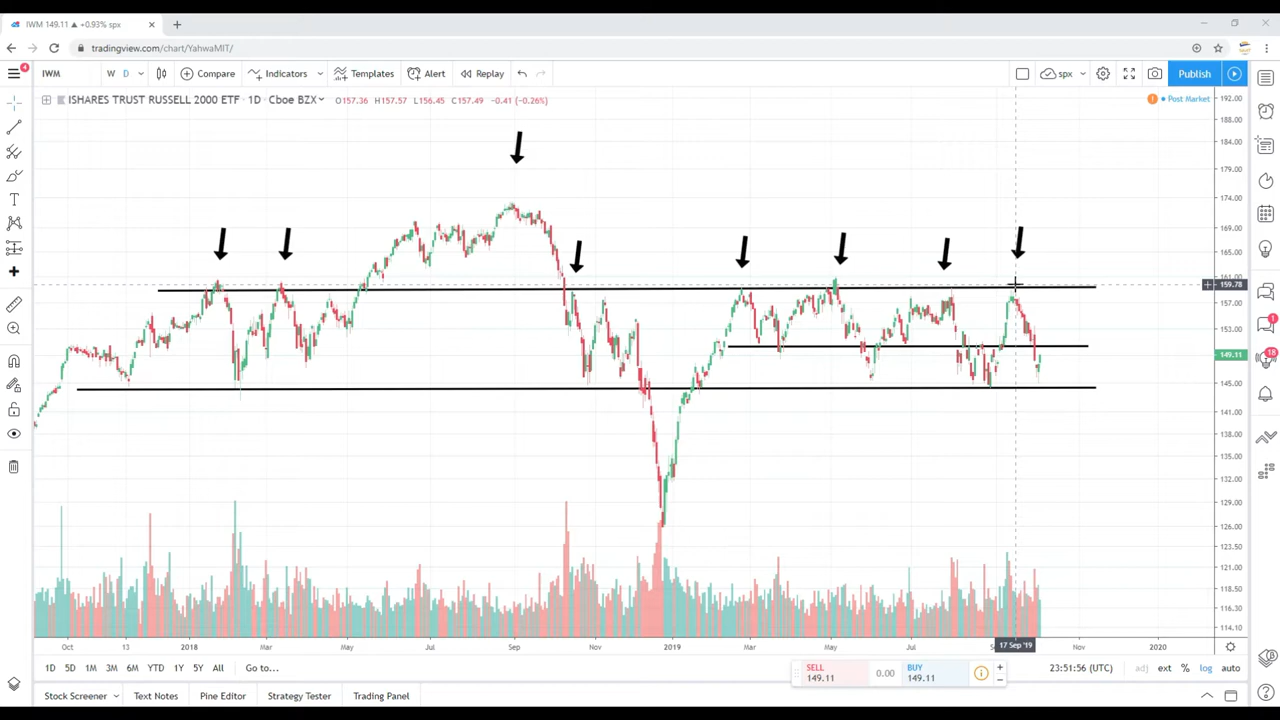 IWM 149.11 ▲ +0.93% spx
tradingview.com/chart/YahwaMIT/
4
IWM W D Compare Indicators Templates Alert Replay spx Publish
ISHARES TRUST RUSSELL 2000 ETF · 1D · Cboe BZX O157.36 H157.57 L156.45 C157.49 -0.41 (-0.26%)
Post Market
192.00
188.00
184.00
179.00
174.00
169.00
165.00
161.00
159.78
157.00
153.00
149.11
145.00
141.00
138.00
135.00
132.00
129.00
126.00
123.50
121.00
118.50
116.30
114.10
1
18
Oct 13 2018 Mar May Jul Sep Nov 2019 Mar May Jul 17 Sep '19 Nov 2020
1D 5D 1M 3M 6M YTD 1Y 5Y All Go to...
SELL 149.11 0.00 BUY 149.11
23:51:56 (UTC) adj ext % log auto
Stock Screener Text Notes Pine Editor Strategy Tester Trading Panel